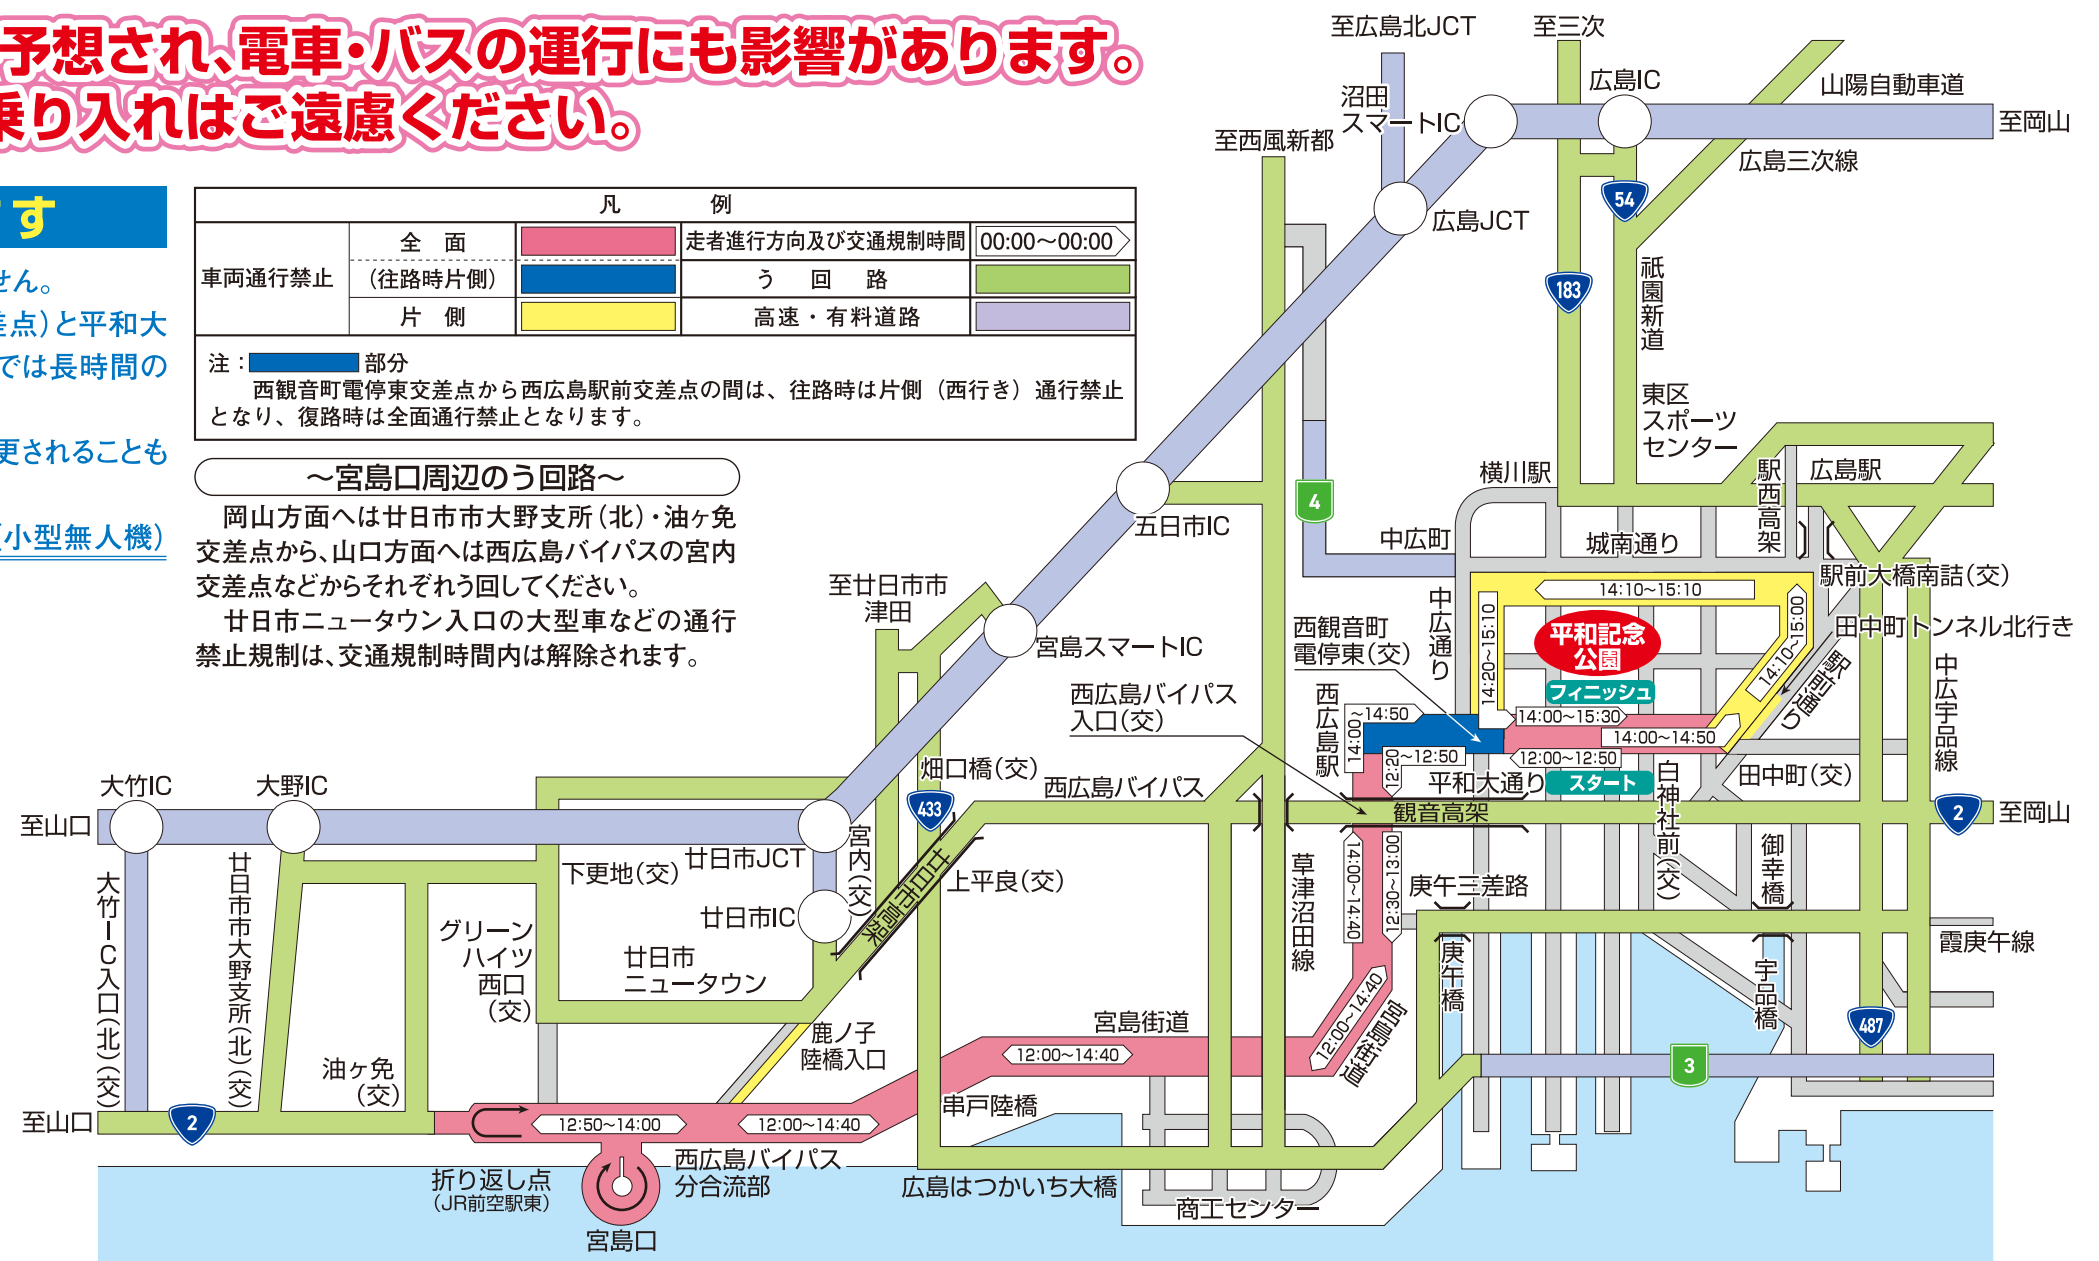 予想され、電車・バスの運行にも影響があります。
乗り入れはご遠慮ください。
す
せん。
差点)と平和大
では長時間の
更されることも
(小型無人機)
凡 例
車両通行禁止
全 面
走者進行方向及び交通規制時間
00:00〜00:00
(往路時片側)
う 回 路
片 側
高速・有料道路
注: 部分
西観音町電停東交差点から西広島駅前交差点の間は、往路時は片側(西行き)通行禁止
となり、復路時は全面通行禁止となります。
〜宮島口周辺のう回路〜
岡山方面へは廿日市市大野支所(北)・油ヶ免
交差点から、山口方面へは西広島バイパスの宮内
交差点などからそれぞれう回してください。
廿日市ニュータウン入口の大型車などの通行
禁止規制は、交通規制時間内は解除されます。
至広島北JCT
至三次
沼田
スマートIC
広島IC
山陽自動車道
至岡山
至西風新都
広島三次線
54
広島JCT
183
祇園新道
東区
スポーツ
センター
横川駅
駅西高架
広島駅
4
五日市IC
中広町
城南通り
駅前大橋南詰(交)
至廿日市市
津田
宮島スマートIC
西観音町
電停東(交)
中広通り
14:10〜15:10
14:20〜15:10
平和記念
公園
14:10〜15:00
田中町トンネル北行き
駅前通り
中広宇品線
フィニッシュ
14:00〜15:30
14:00〜14:50
12:00〜12:50
スタート
西広島バイパス
入口(交)
西広島駅
14:00
〜14:50
12:20
〜12:50
平和大通り
白神社前(交)
田中町(交)
大竹IC
大野IC
畑口橋(交)
西広島バイパス
観音高架
433
2
至岡山
至山口
廿日市JCT
宮内(交)
廿日市高架
上平良(交)
下更地(交)
廿日市IC
大竹IC入口(北)(交)
廿日市市大野支所(北)(交)
グリーン
ハイツ
西口
(交)
廿日市
ニュータウン
草津沼田線
14:00〜14:40
12:30〜13:00
庚午三差路
御幸橋
霞庚午線
庚午橋
宇品橋
487
12:00〜14:40
宮島街道
宮島街道
12:00〜14:40
鹿ノ子
陸橋入口
油ヶ免
(交)
3
至山口
2
12:50〜14:00
12:00〜14:40
串戸陸橋
折り返し点
(JR前空駅東)
西広島バイパス
分合流部
広島はつかいち大橋
商工センター
宮島口